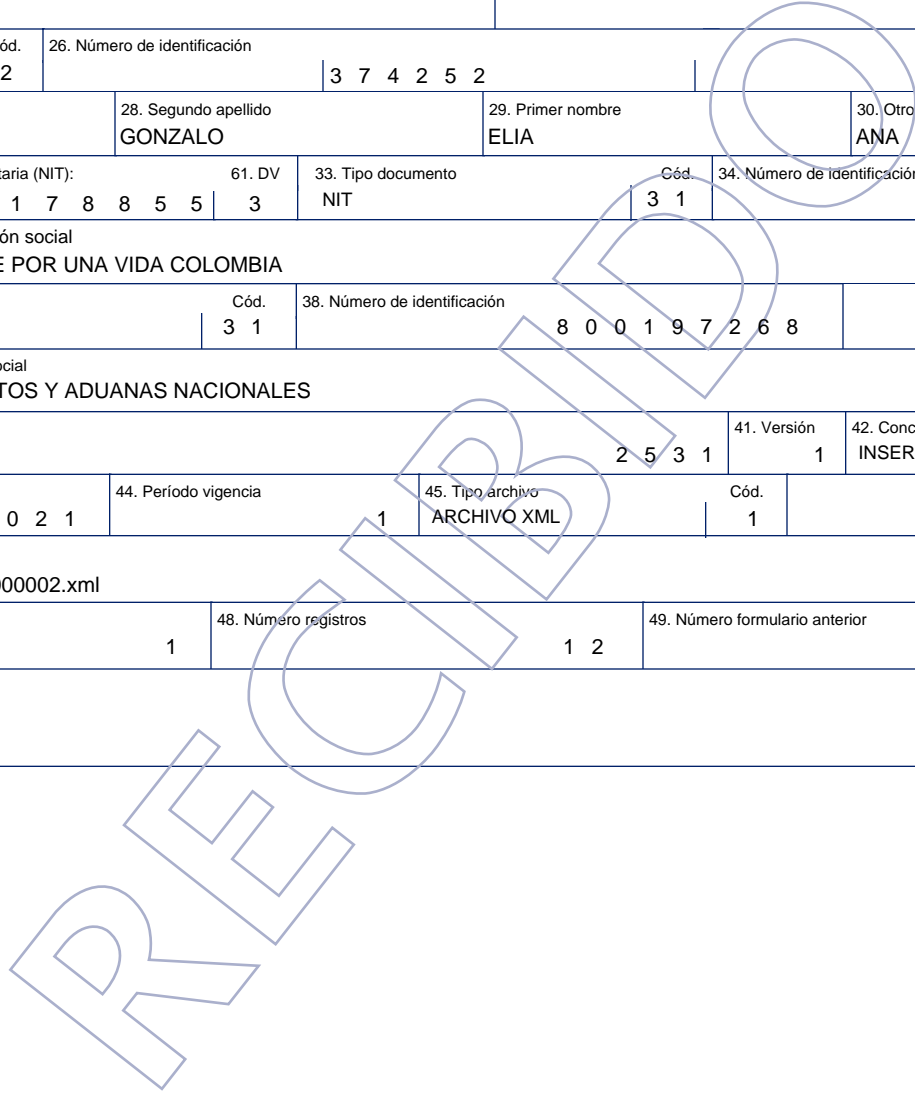 ód. 26. Número de identificación
2 3 7 4 2 5 2
28. Segundo apellido 29. Primer nombre 30. Otro
GONZALO ELIA ANA
taria (NIT): 61. DV 33. Tipo documento Cód. 34. Número de identificación
1 7 8 8 5 5 3 NIT 3 1
ón social
E POR UNA VIDA COLOMBIA
Cód. 38. Número de identificación
3 1 8 0 0 1 9 7 2 6 8
ocial
TOS Y ADUANAS NACIONALES
41. Versión 42. Conc
2 5 3 1 1 INSER
44. Período vigencia 45. Tipo archivo Cód.
0 2 1 1 ARCHIVO XML 1
000002.xml
48. Número registros 49. Número formulario anterior
1 1 2
RECIBIDO